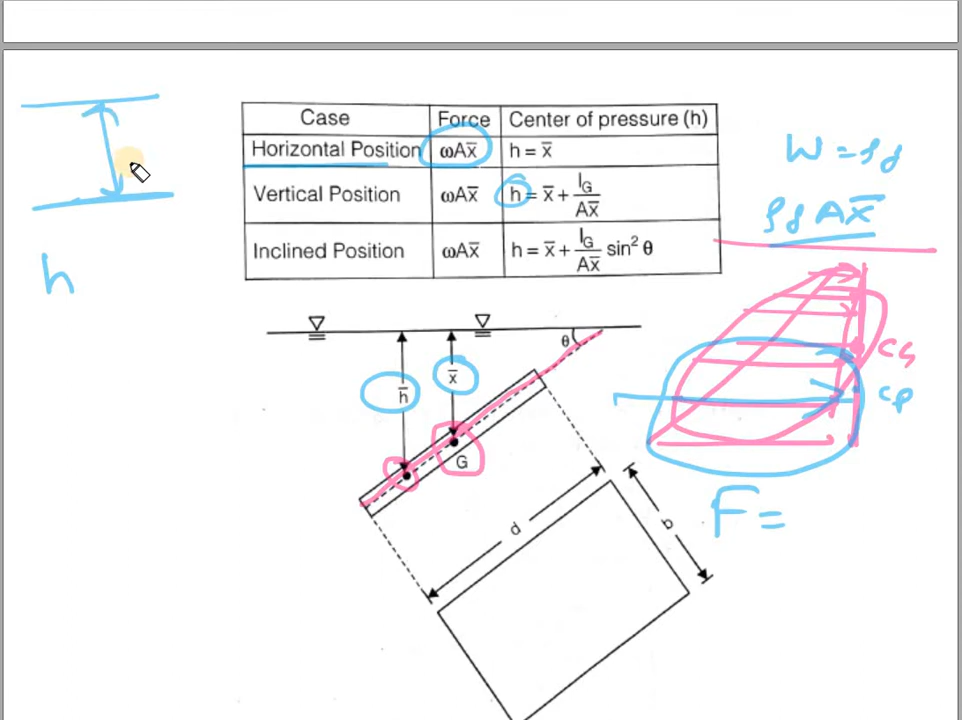 Case Force Center of pressure (h)
Horizontal Position ωAx̅ h = x̅
Vertical Position ωAx̅ h = x̅ + I_G/Ax̅
Inclined Position ωAx̅ h = x̅ + I_G/Ax̅ sin² θ
W = ρg
ρg Ax̅
h
θ
h̅
x̅
G
CG
CP
F =
d
b